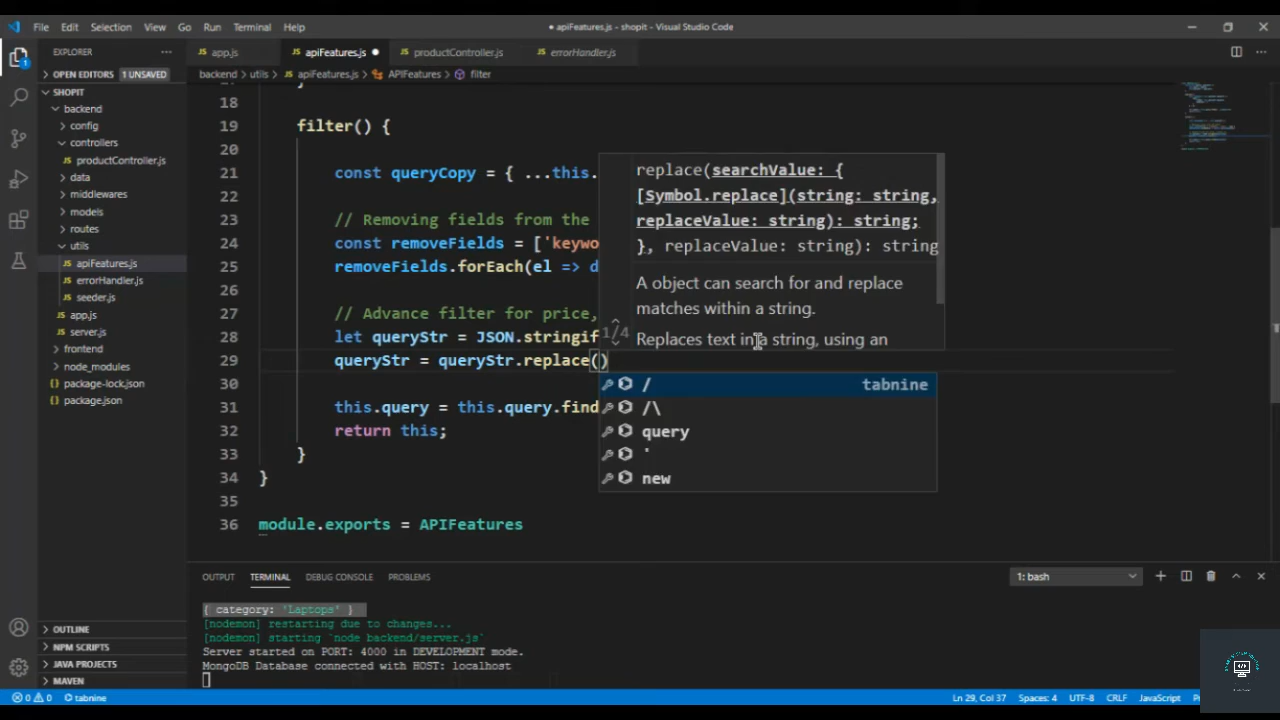 File Edit Selection View Go Run Terminal Help
● apiFeatures.js - shopit - Visual Studio Code
EXPLORER ···
app.js apiFeatures.js ● productController.js errorHandler.js
OPEN EDITORS 1 UNSAVED
backend > utils > JS apiFeatures.js > APIFeatures > filter
SHOPIT
backend
config
controllers
JS productController.js
data
middlewares
models
routes
utils
JS apiFeatures.js
JS errorHandler.js
JS seeder.js
JS app.js
JS server.js
frontend
node_modules
package-lock.json
package.json
OUTLINE
NPM SCRIPTS
JAVA PROJECTS
MAVEN
18
19 filter() {
20
21 const queryCopy = { ...this.
22
23 // Removing fields from the
24 const removeFields = ['keywo
25 removeFields.forEach(el => d
26
27 // Advance filter for price,
28 let queryStr = JSON.stringif
29 queryStr = queryStr.replace()
30
31 this.query = this.query.find
32 return this;
33 }
34 }
35
36 module.exports = APIFeatures
replace(searchValue: {
[Symbol.replace](string: string,
replaceValue: string): string;
}, replaceValue: string): string
A object can search for and replace
matches within a string.
1/4
Replaces text in a string, using an
/ tabnine
/\
query
'
new
OUTPUT TERMINAL DEBUG CONSOLE PROBLEMS
1: bash
{ category: 'Laptops' }
[nodemon] restarting due to changes...
[nodemon] starting `node backend/server.js`
Server started on PORT: 4000 in DEVELOPMENT mode.
MongoDB Database connected with HOST: localhost
0 0 tabnine
Ln 29, Col 37 Spaces: 4 UTF-8 CRLF JavaScript